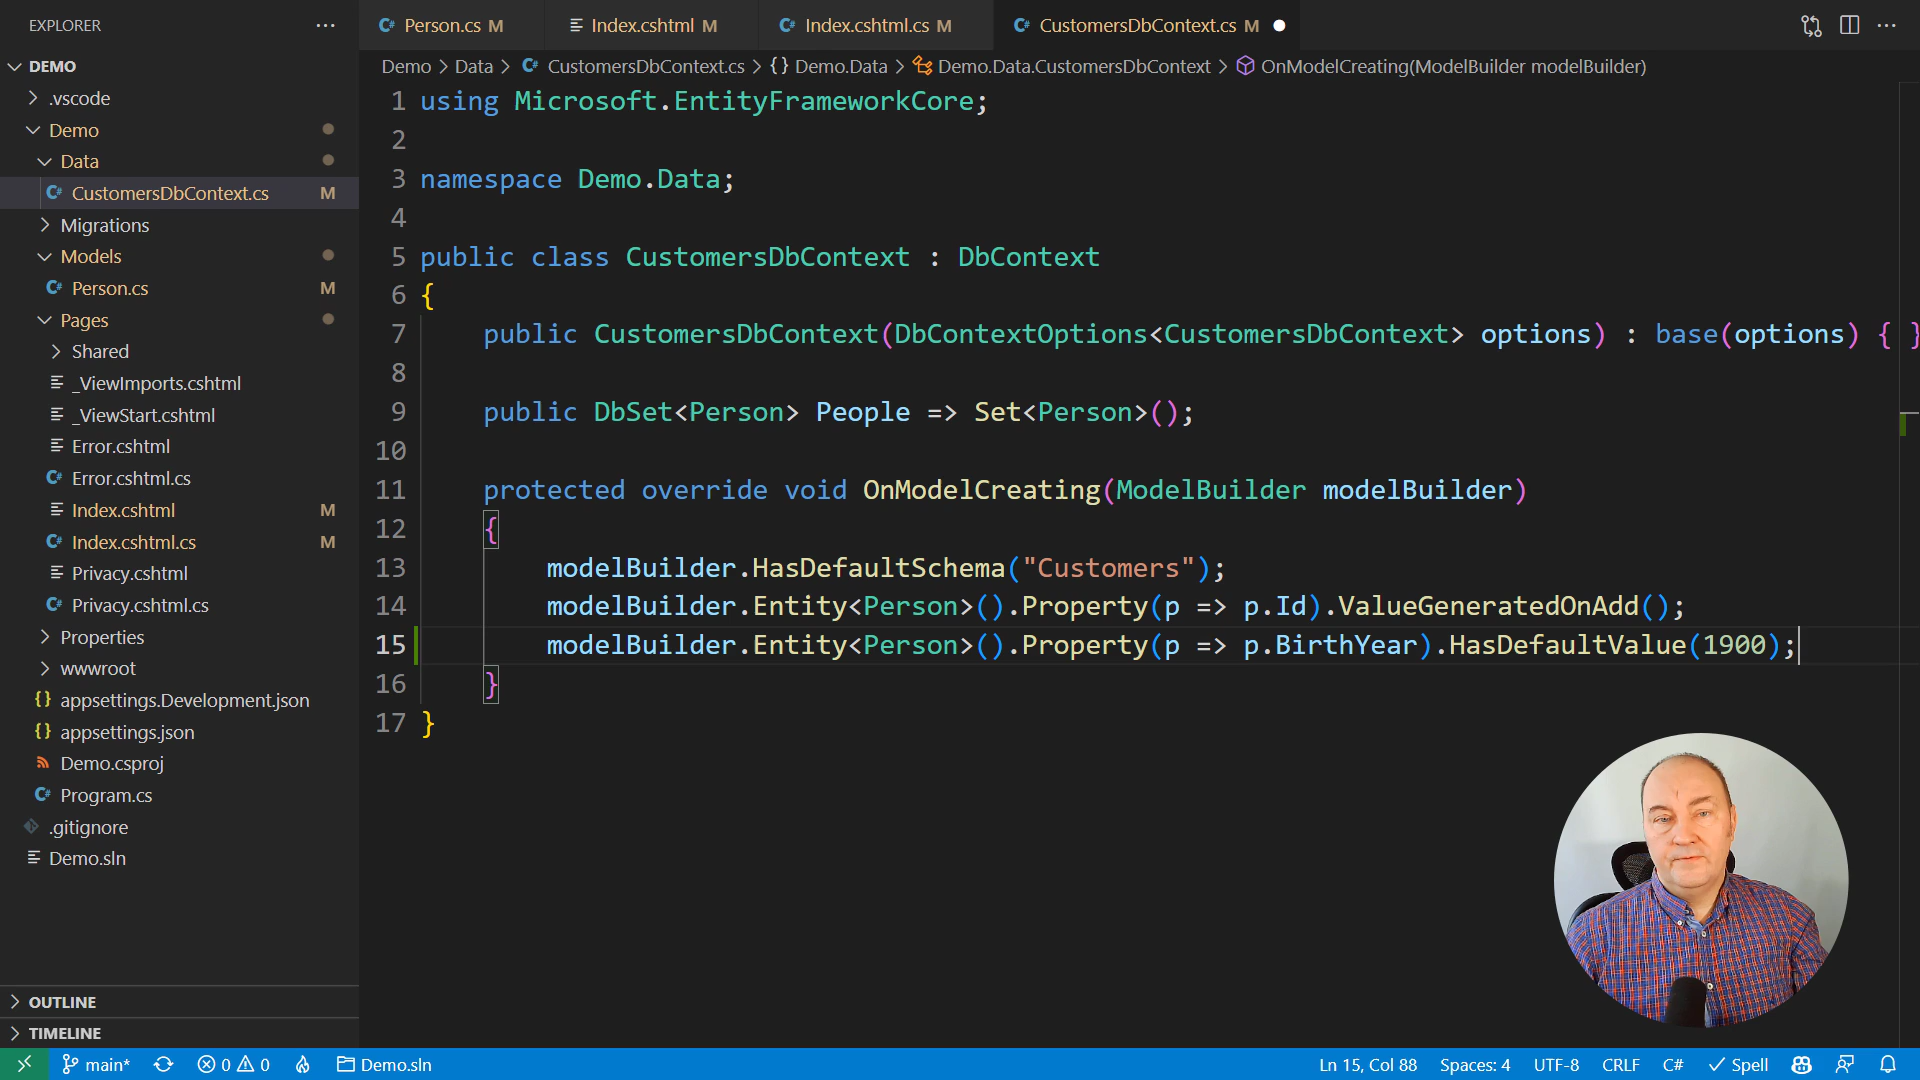 EXPLORER
DEMO
.vscode
Demo
Data
CustomersDbContext.cs M
Migrations
Models
Person.cs M
Pages
Shared
_ViewImports.cshtml
_ViewStart.cshtml
Error.cshtml
Error.cshtml.cs
Index.cshtml M
Index.cshtml.cs M
Privacy.cshtml
Privacy.cshtml.cs
Properties
wwwroot
appsettings.Development.json
appsettings.json
Demo.csproj
Program.cs
.gitignore
Demo.sln
OUTLINE
TIMELINE
Person.cs M Index.cshtml M Index.cshtml.cs M CustomersDbContext.cs M
Demo > Data > CustomersDbContext.cs > {} Demo.Data > Demo.Data.CustomersDbContext > OnModelCreating(ModelBuilder modelBuilder)
1 using Microsoft.EntityFrameworkCore;
2
3 namespace Demo.Data;
4
5 public class CustomersDbContext : DbContext
6 {
7 public CustomersDbContext(DbContextOptions<CustomersDbContext> options) : base(options) { }
8
9 public DbSet<Person> People => Set<Person>();
10
11 protected override void OnModelCreating(ModelBuilder modelBuilder)
12 {
13 modelBuilder.HasDefaultSchema("Customers");
14 modelBuilder.Entity<Person>().Property(p => p.Id).ValueGeneratedOnAdd();
15 modelBuilder.Entity<Person>().Property(p => p.BirthYear).HasDefaultValue(1900);
16 }
17 }
main* 0 0 Demo.sln Ln 15, Col 88 Spaces: 4 UTF-8 CRLF C# Spell